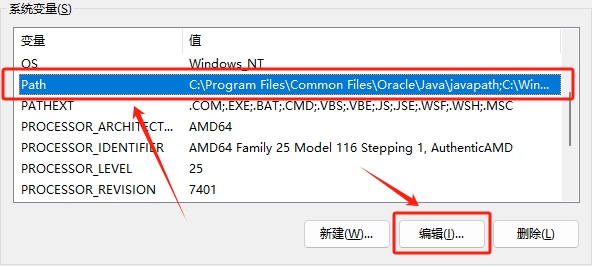 系统变量(S)
变量 值
OS Windows_NT
Path C:\Program Files\Common Files\Oracle\Java\javapath;C:\Win...
PATHEXT .COM;.EXE;.BAT;.CMD;.VBS;.VBE;.JS;.JSE;.WSF;.WSH;.MSC
PROCESSOR_ARCHITECT... AMD64
PROCESSOR_IDENTIFIER AMD64 Family 25 Model 116 Stepping 1, AuthenticAMD
PROCESSOR_LEVEL 25
PROCESSOR_REVISION 7401
新建(W)... 编辑(I)... 删除(L)